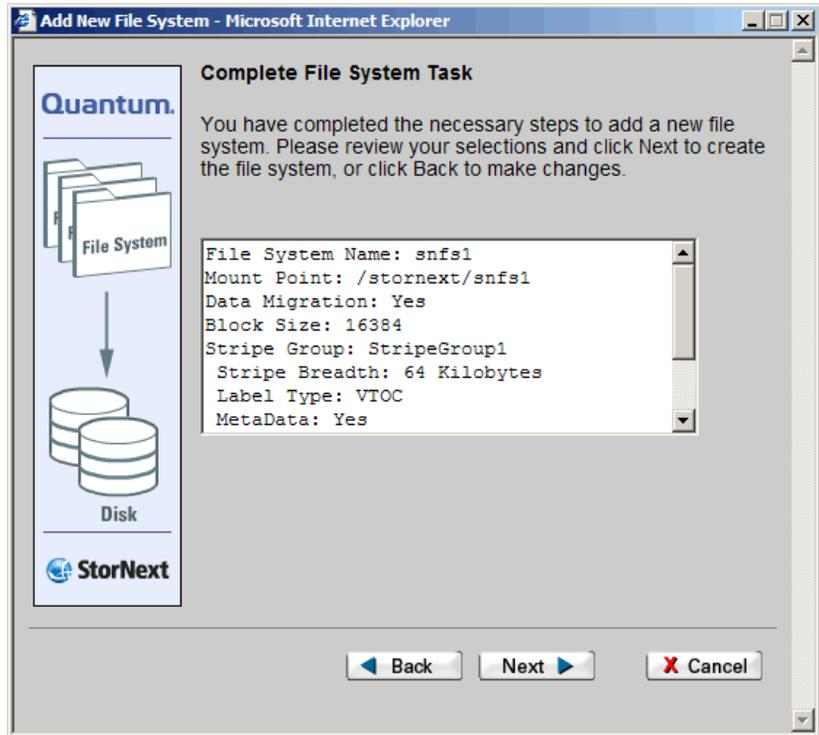 Add New File System - Microsoft Internet Explorer
Quantum.
File System
Disk
StorNext
Complete File System Task
You have completed the necessary steps to add a new file
system. Please review your selections and click Next to create
the file system, or click Back to make changes.
File System Name: snfs1
Mount Point: /stornext/snfs1
Data Migration: Yes
Block Size: 16384
Stripe Group: StripeGroup1
Stripe Breadth: 64 Kilobytes
Label Type: VTOC
MetaData: Yes
Back
Next
X Cancel